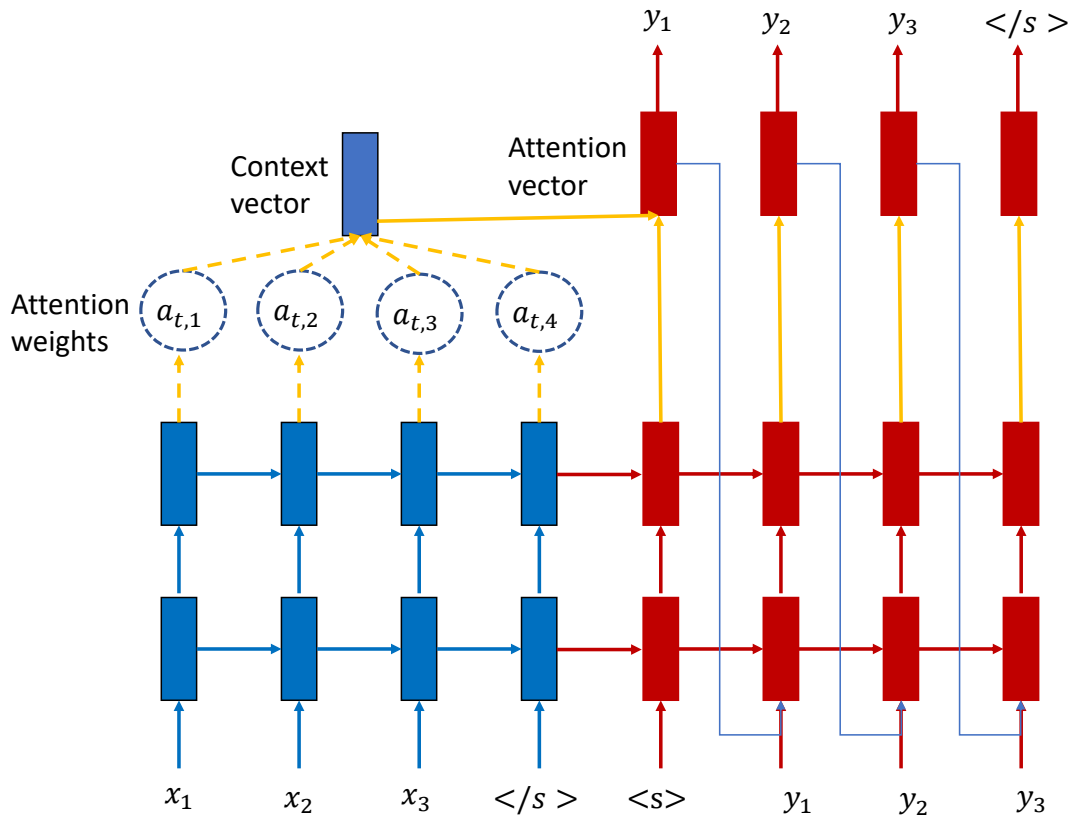 y₁ y₂ y₃ </s >
Context
vector
Attention
vector
Attention
weights
aₜ,₁ aₜ,₂ aₜ,₃ aₜ,₄
x₁ x₂ x₃ </s > <s> y₁ y₂ y₃